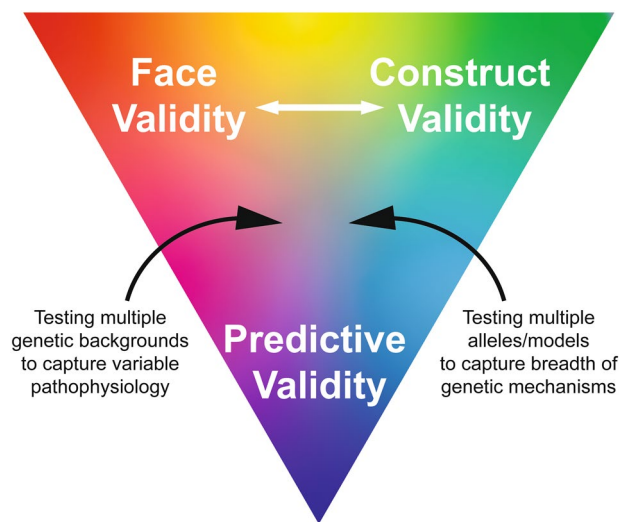 Face
Validity
Construct
Validity
Testing multiple
genetic backgrounds
to capture variable
pathophysiology
Predictive
Validity
Testing multiple
alleles/models
to capture breadth of
genetic mechanisms